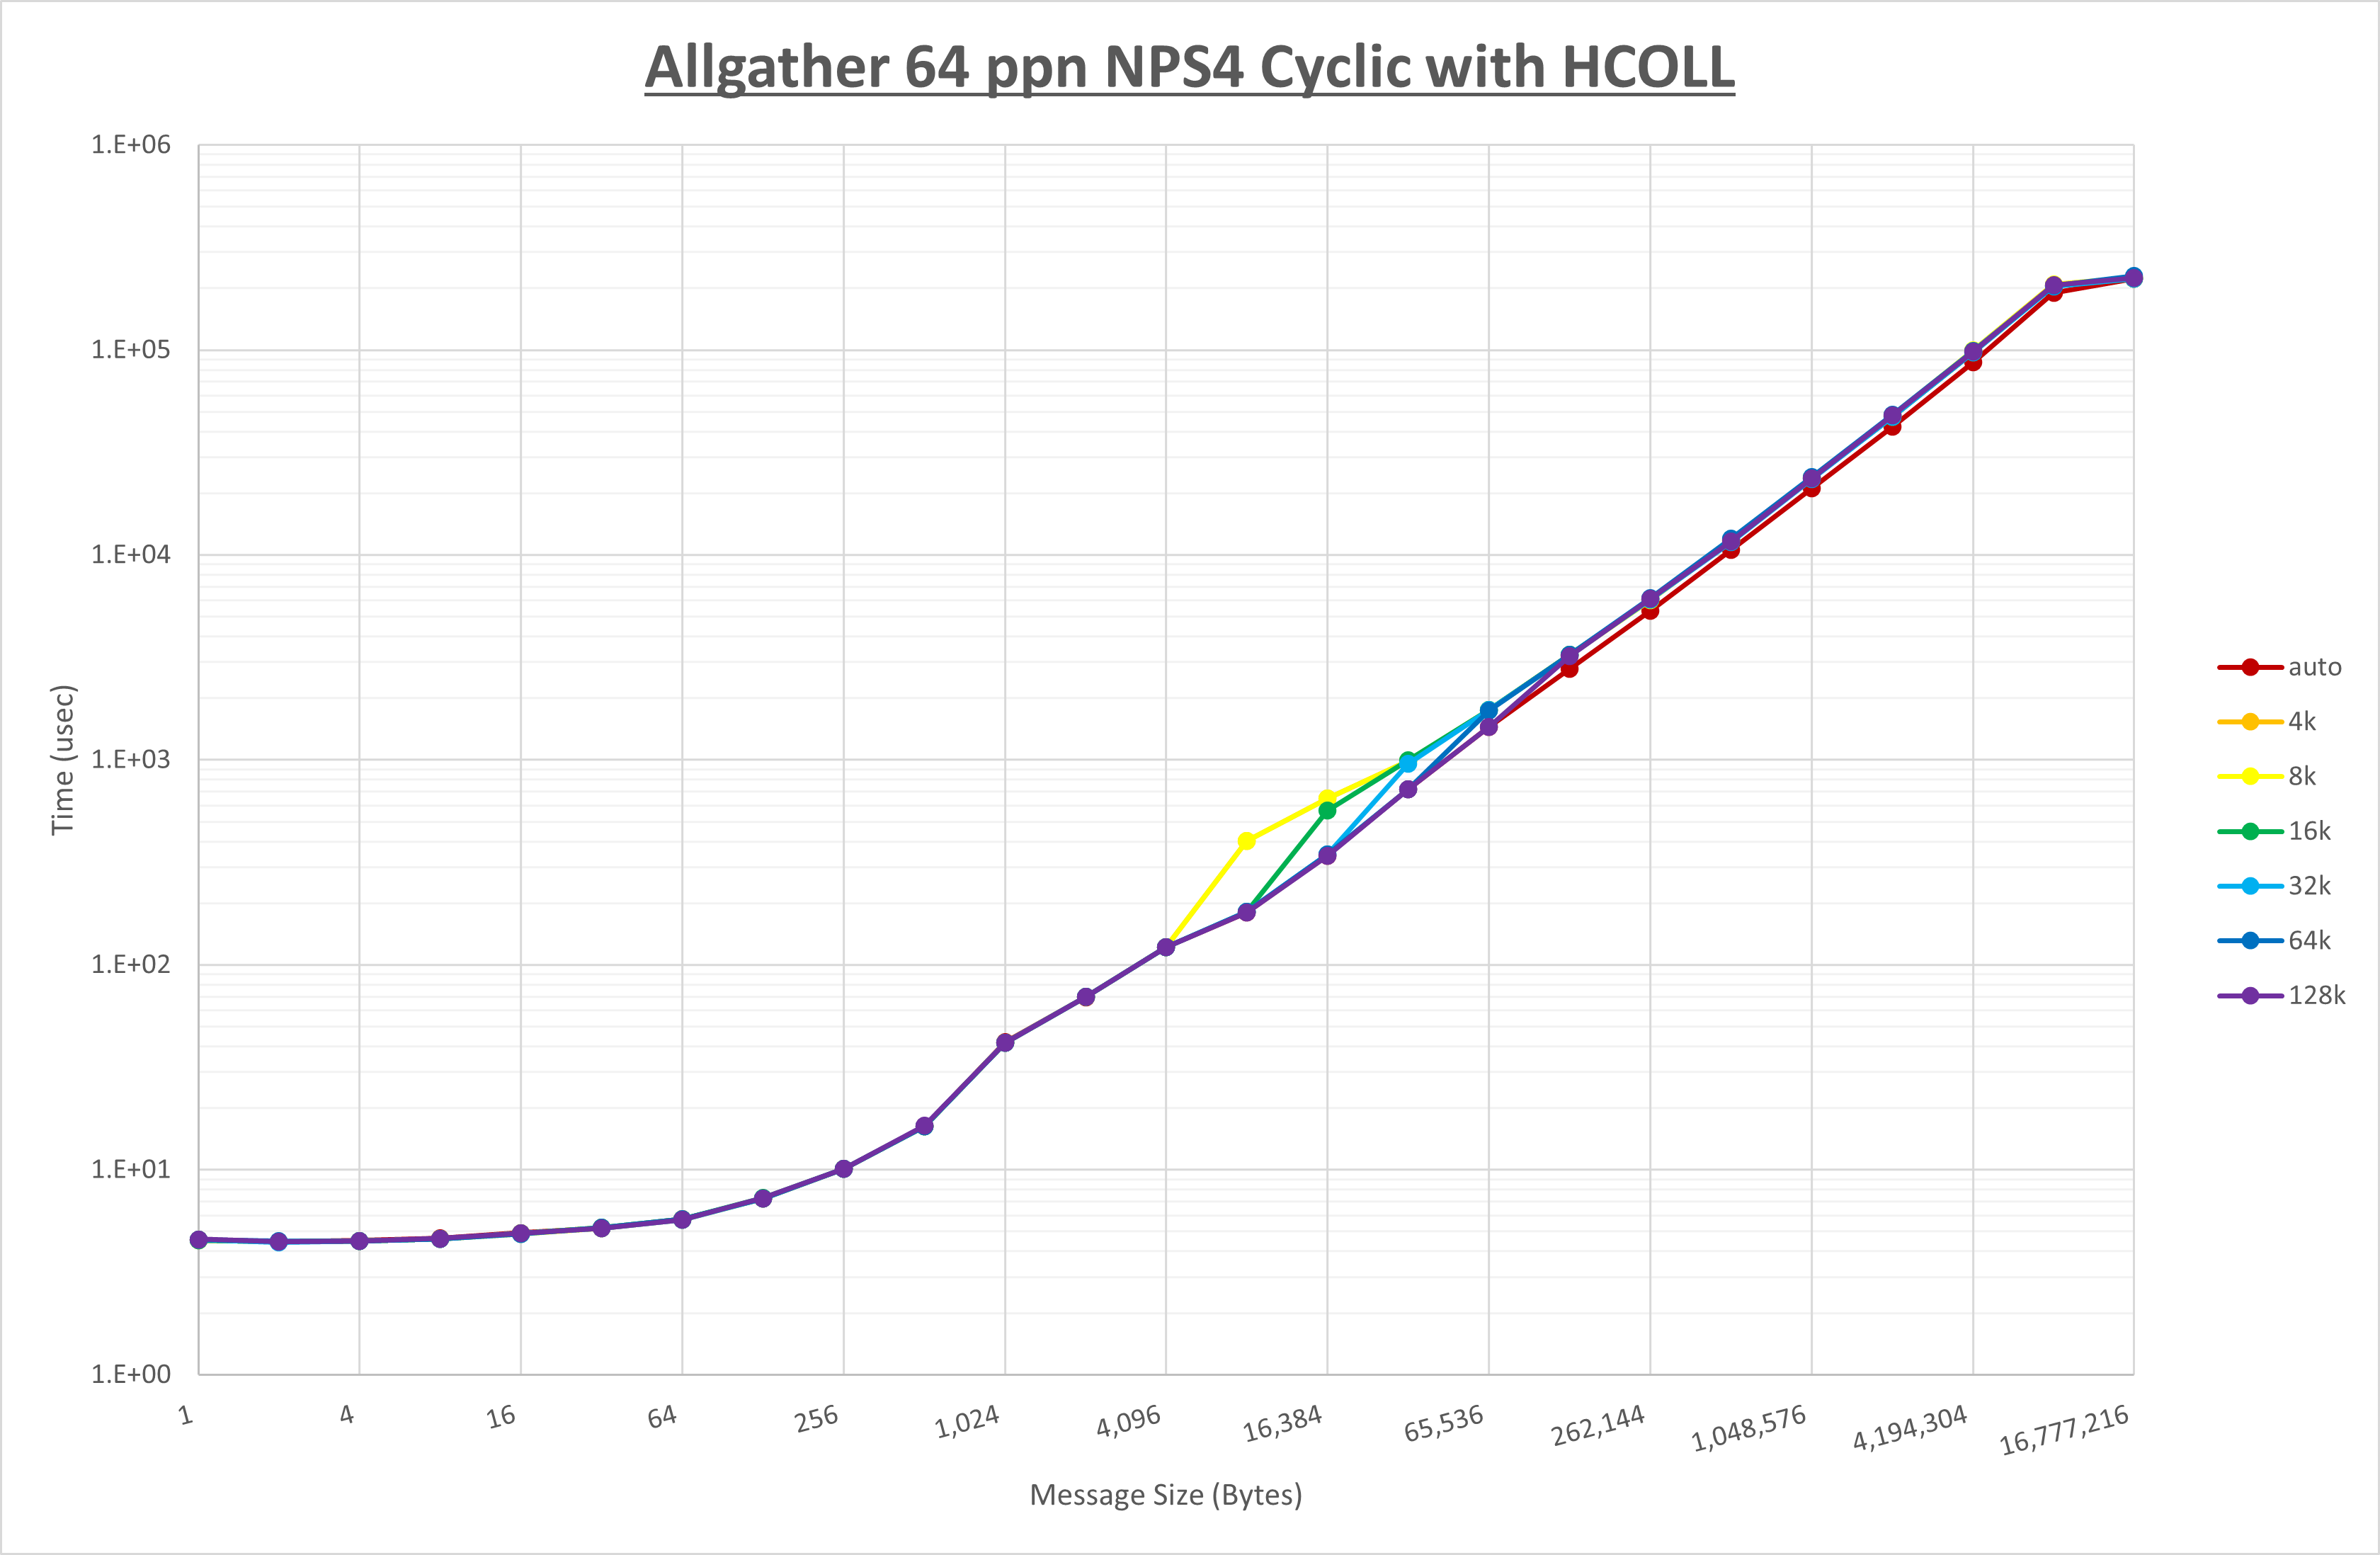 Allgather 64 ppn NPS4 Cyclic with HCOLL
1.E+06
1.E+05
1.E+04
1.E+03
1.E+02
1.E+01
1.E+00
Time (usec)
1 4 16 64 256 1,024 4,096 16,384 65,536 262,144 1,048,576 4,194,304 16,777,216
Message Size (Bytes)
auto
4k
8k
16k
32k
64k
128k